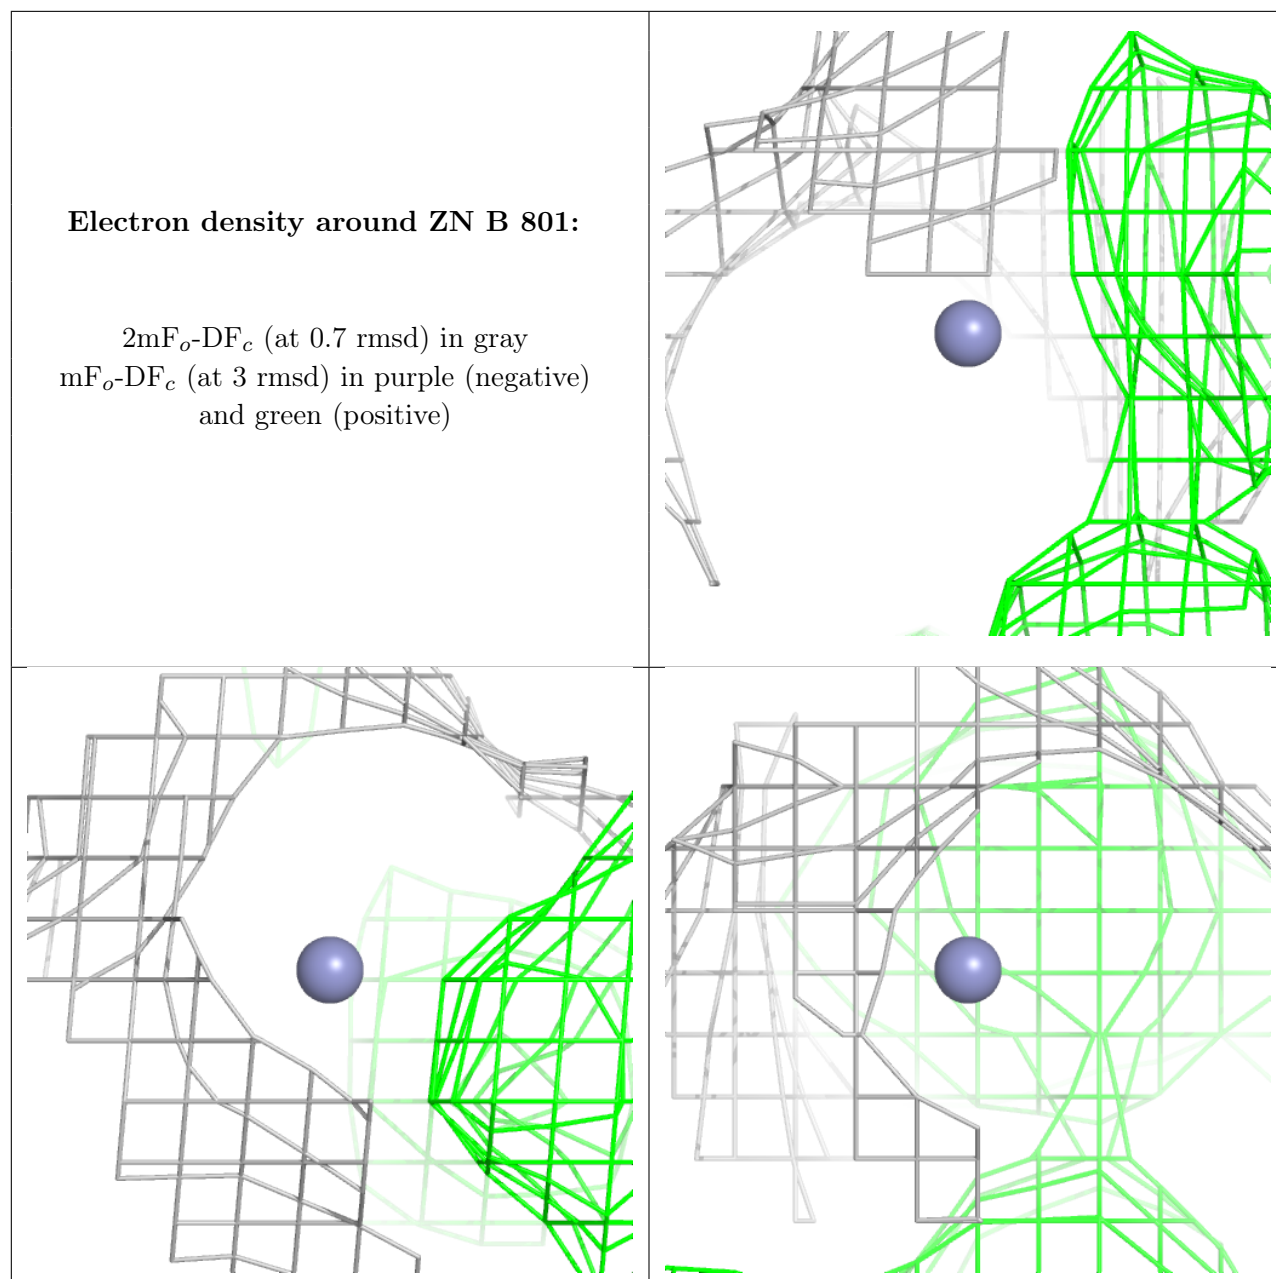 Electron density around ZN B 801:
2mFo-DFc (at 0.7 rmsd) in gray
mFo-DFc (at 3 rmsd) in purple (negative)
and green (positive)